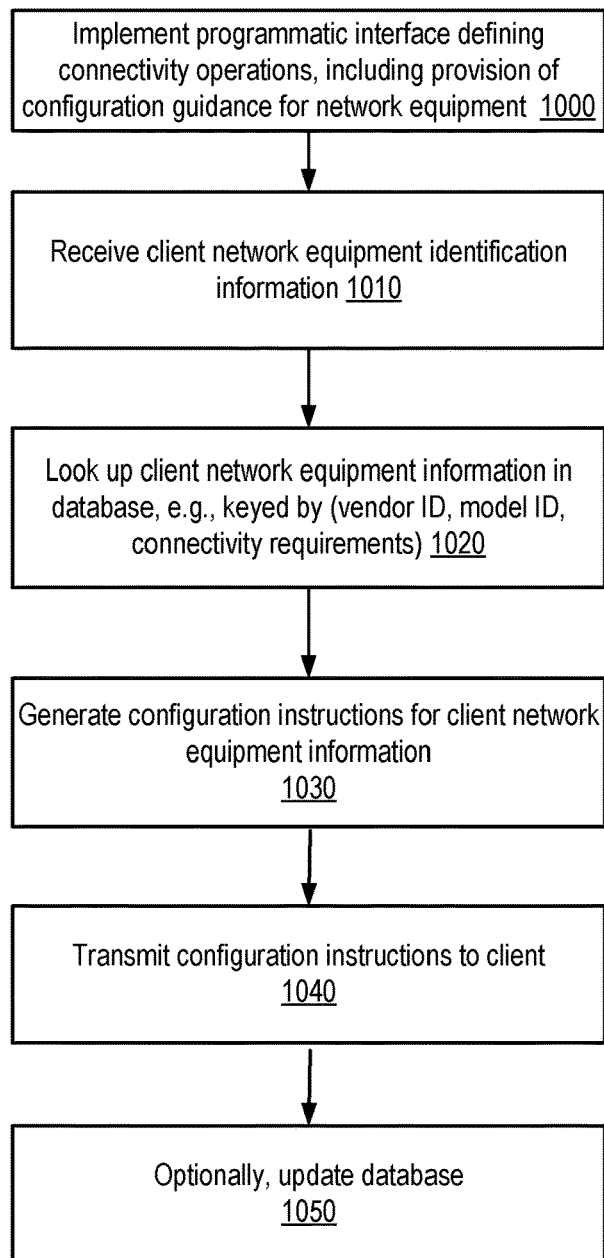 Implement programmatic interface defining
connectivity operations, including provision of
configuration guidance for network equipment 1000
Receive client network equipment identification
information 1010
Look up client network equipment information in
database, e.g., keyed by (vendor ID, model ID,
connectivity requirements) 1020
Generate configuration instructions for client network
equipment information
1030
Transmit configuration instructions to client
1040
Optionally, update database
1050